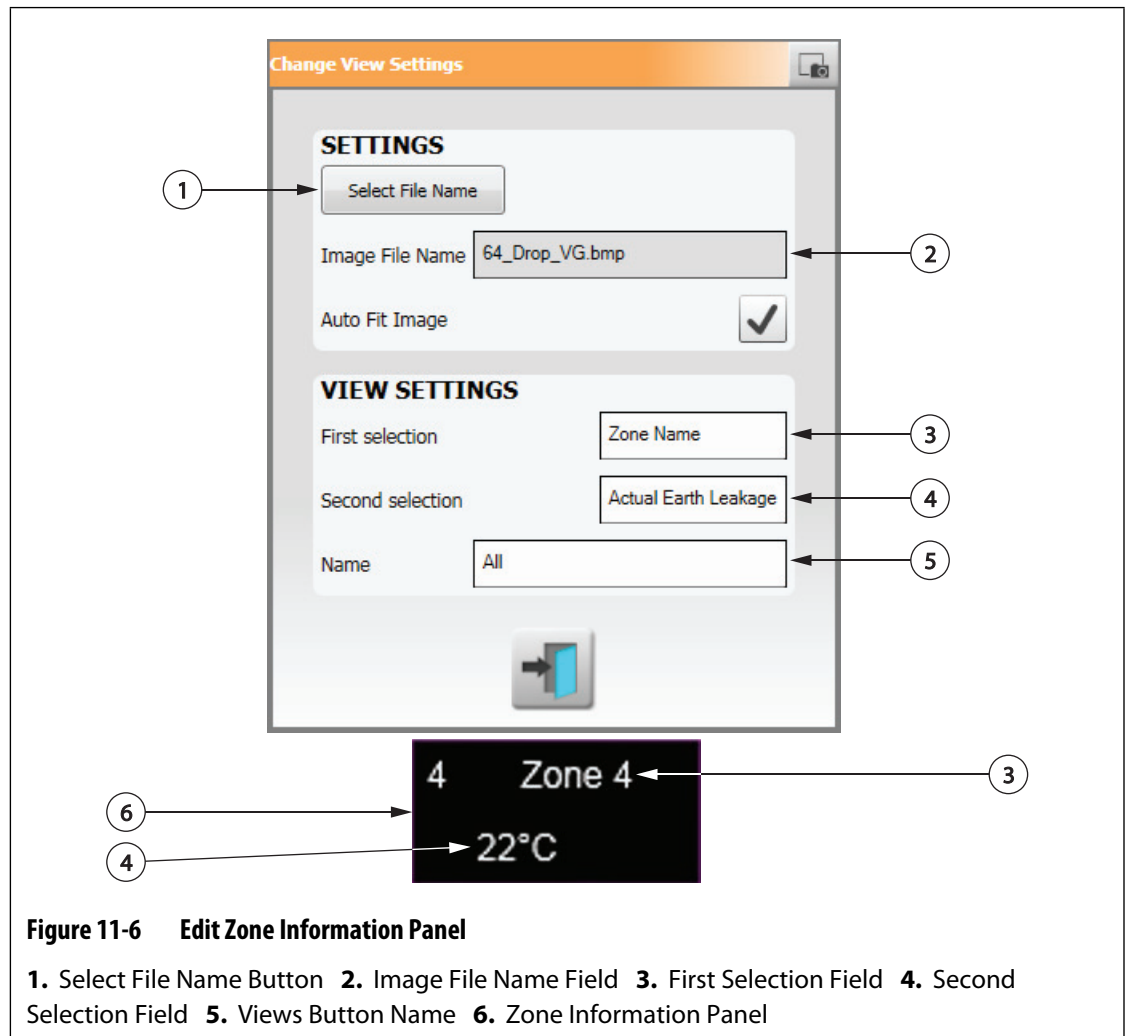 Change View Settings
SETTINGS
1
Select File Name
Image File Name 64_Drop_VG.bmp
2
Auto Fit Image
VIEW SETTINGS
First selection Zone Name
3
Second selection Actual Earth Leakage
4
Name All
5
4 Zone 4
3
6
22°C
4
Figure 11-6 Edit Zone Information Panel
1. Select File Name Button 2. Image File Name Field 3. First Selection Field 4. Second
Selection Field 5. Views Button Name 6. Zone Information Panel